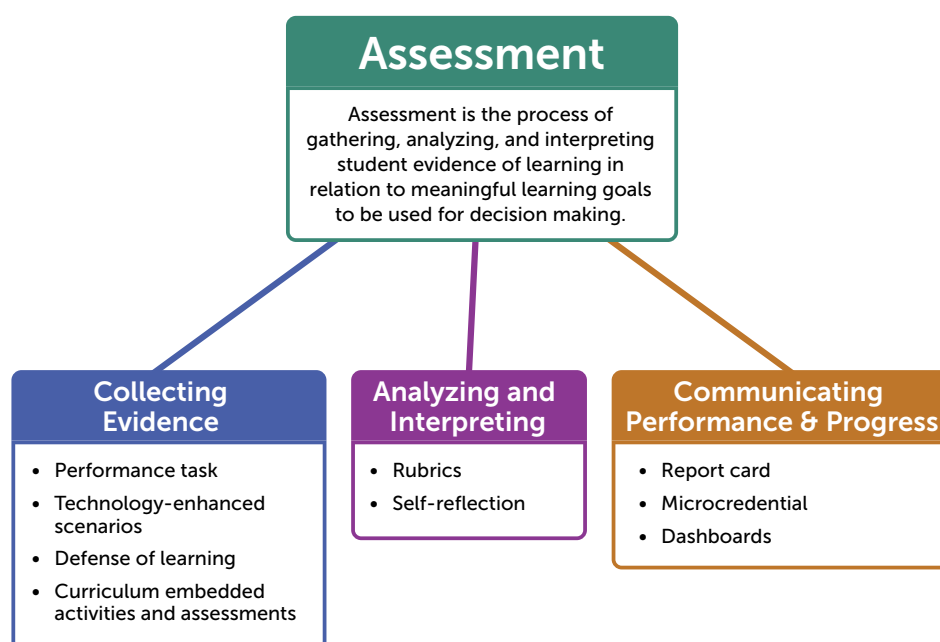 Assessment
Assessment is the process of
gathering, analyzing, and interpreting
student evidence of learning in
relation to meaningful learning goals
to be used for decision making.
Collecting
Evidence
• Performance task
• Technology-enhanced
scenarios
• Defense of learning
• Curriculum embedded
activities and assessments
Analyzing and
Interpreting
• Rubrics
• Self-reflection
Communicating
Performance & Progress
• Report card
• Microcredential
• Dashboards